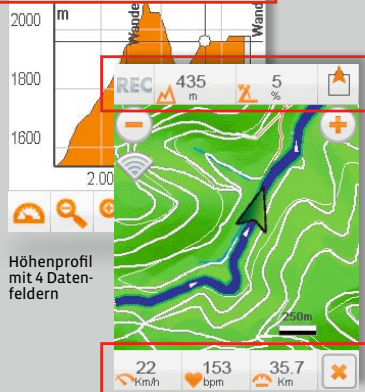 m
2000
1800
1600
2.00
Wande
Wand
REC 435 m 5 %
250m
22 Km/h 153 bpm 35.7 Km
Höhenprofil
mit 4 Daten-
feldern